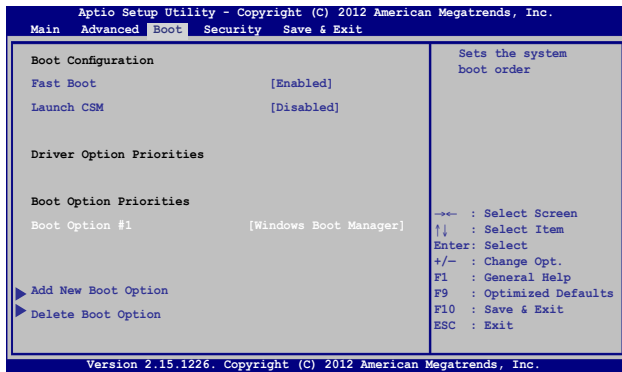 Aptio Setup Utility - Copyright (C) 2012 American Megatrends, Inc.
Main Advanced Boot Security Save & Exit
Boot Configuration
Fast Boot [Enabled]
Launch CSM [Disabled]
Driver Option Priorities
Boot Option Priorities
Boot Option #1 [Windows Boot Manager]
Add New Boot Option
Delete Boot Option
Sets the system
boot order
→← : Select Screen
↑↓ : Select Item
Enter: Select
+/— : Change Opt.
F1 : General Help
F9 : Optimized Defaults
F10 : Save & Exit
ESC : Exit
Version 2.15.1226. Copyright (C) 2012 American Megatrends, Inc.